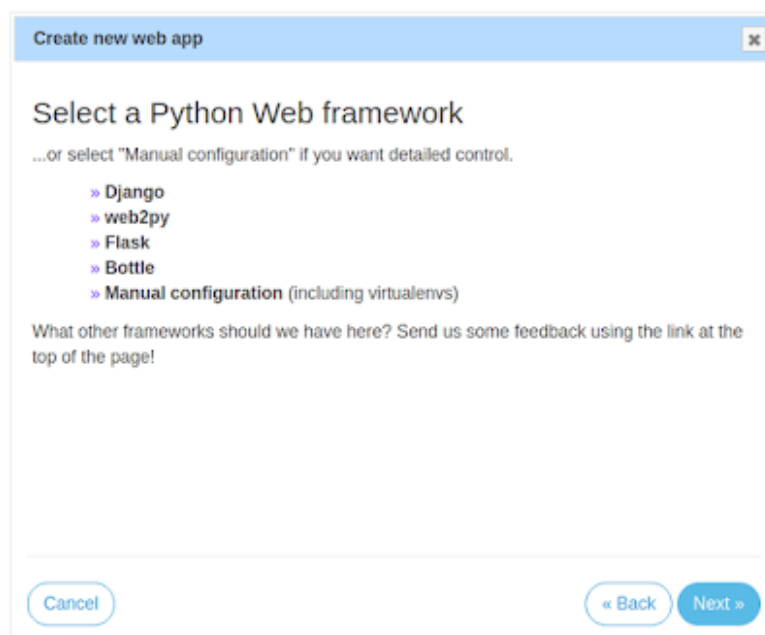 Create new web app
Select a Python Web framework
...or select "Manual configuration" if you want detailed control.
» Django
» web2py
» Flask
» Bottle
» Manual configuration (including virtualenvs)
What other frameworks should we have here? Send us some feedback using the link at the
top of the page!
Cancel
« Back
Next »